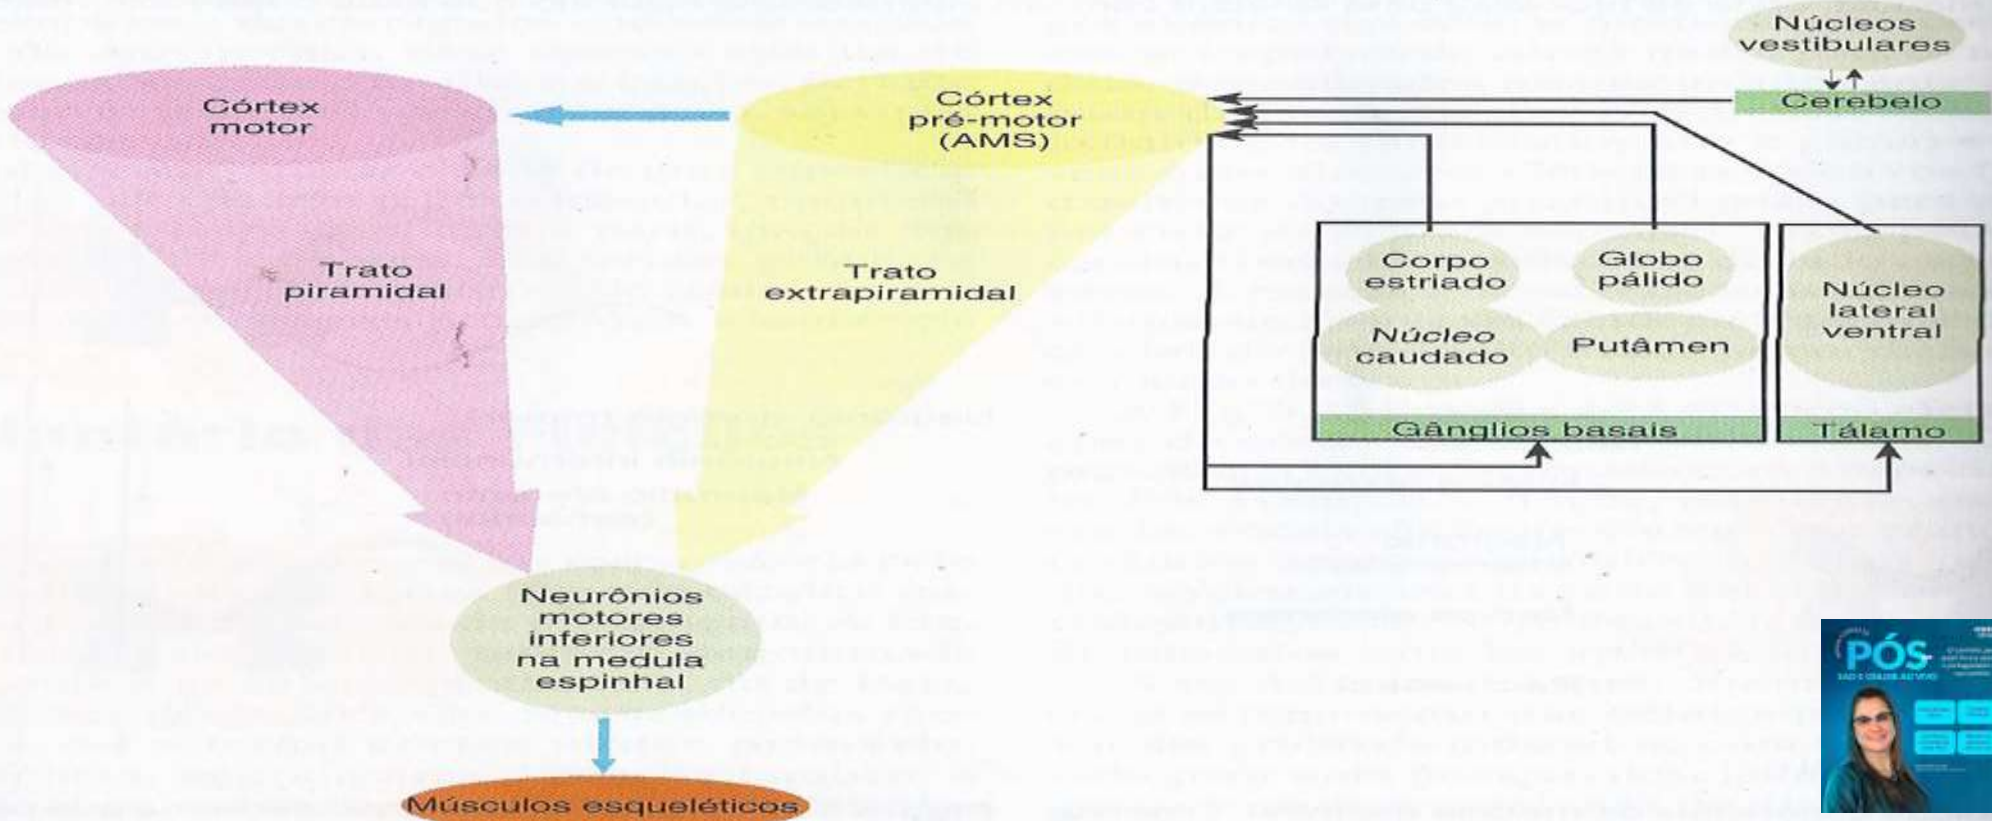 Núcleos
vestibulares
Cerebelo
Córtex
motor
Córtex
pré-motor
(AMS)
Trato
piramidal
Trato
extrapiramidal
Corpo
estriado
Globo
pálido
Núcleo
caudado
Putâmen
Núcleo
lateral
ventral
Gânglios basais
Tálamo
Neurônios
motores
inferiores
na medula
espinhal
Músculos esqueléticos
PÓS